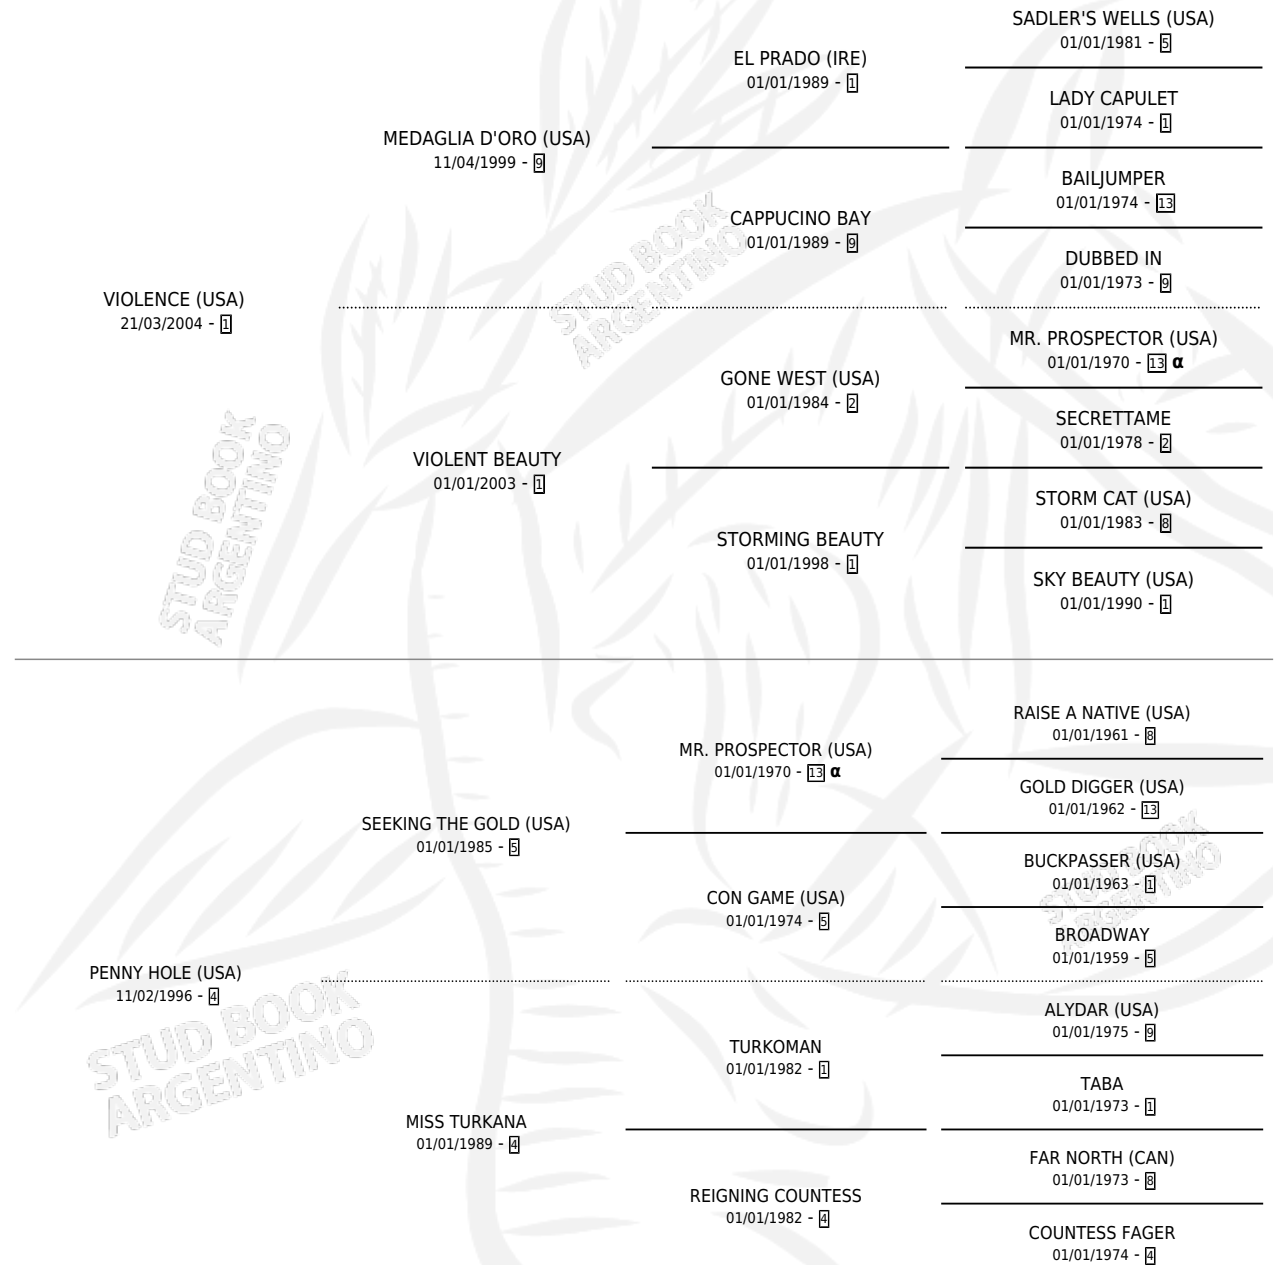 SADLER'S WELLS (USA)
01/01/1981 - 5
EL PRADO (IRE)
01/01/1989 - 1
LADY CAPULET
01/01/1974 - 1
MEDAGLIA D'ORO (USA)
11/04/1999 - 9
BAILJUMPER
01/01/1974 - 13
CAPPUCINO BAY
01/01/1989 - 9
DUBBED IN
01/01/1973 - 9
VIOLENCE (USA)
21/03/2004 - 1
MR. PROSPECTOR (USA)
01/01/1970 - 13 α
GONE WEST (USA)
01/01/1984 - 2
SECRETTAME
01/01/1978 - 2
VIOLENT BEAUTY
01/01/2003 - 1
STORM CAT (USA)
01/01/1983 - 8
STORMING BEAUTY
01/01/1998 - 1
SKY BEAUTY (USA)
01/01/1990 - 1
RAISE A NATIVE (USA)
01/01/1961 - 8
MR. PROSPECTOR (USA)
01/01/1970 - 13 α
GOLD DIGGER (USA)
01/01/1962 - 13
SEEKING THE GOLD (USA)
01/01/1985 - 5
BUCKPASSER (USA)
01/01/1963 - 1
CON GAME (USA)
01/01/1974 - 5
BROADWAY
01/01/1959 - 5
PENNY HOLE (USA)
11/02/1996 - 4
ALYDAR (USA)
01/01/1975 - 9
TURKOMAN
01/01/1982 - 1
TABA
01/01/1973 - 1
MISS TURKANA
01/01/1989 - 4
FAR NORTH (CAN)
01/01/1973 - 8
REIGNING COUNTESS
01/01/1982 - 4
COUNTESS FAGER
01/01/1974 - 4
STUD BOOK
ARGENTINO
STUD BOOK
ARGENTINO
STUD BOOK
ARGENTINO
STUD BOOK
ARGENTINO